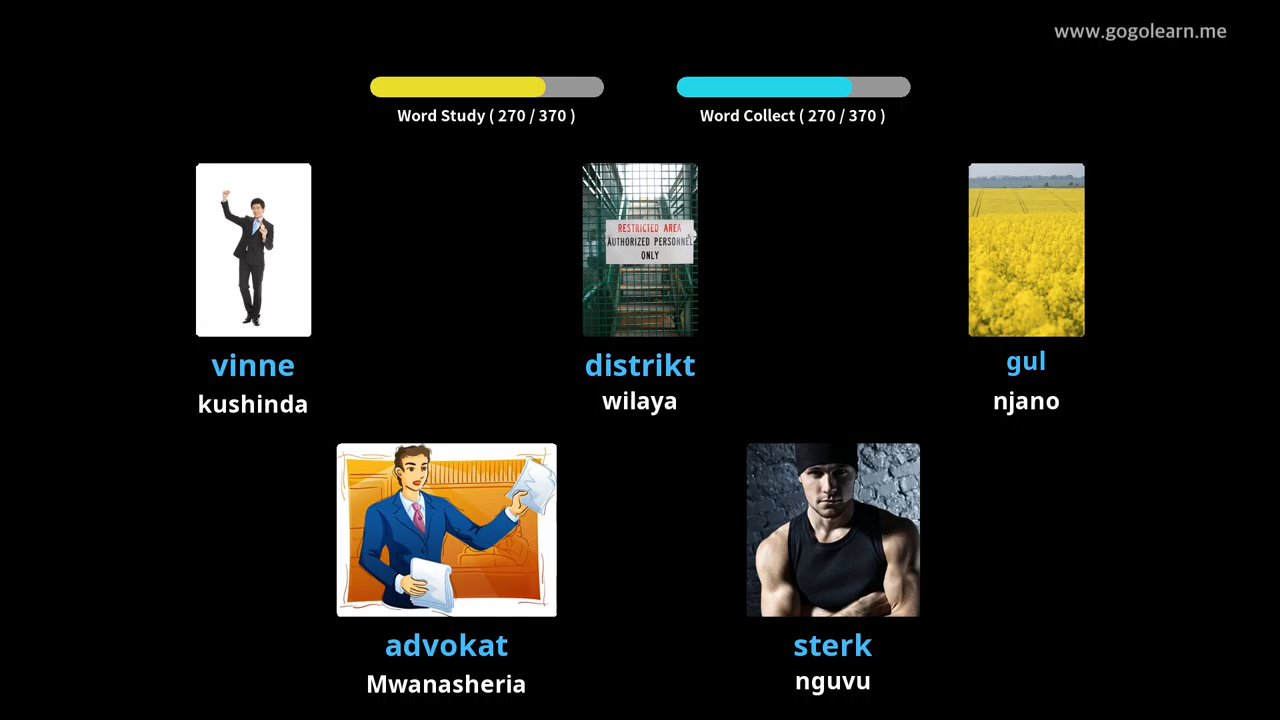 www.gogolearn.me
Word Study ( 270 / 370 )
Word Collect ( 270 / 370 )
RESTRICTED AREA
AUTHORIZED PERSONNEL
ONLY
vinne
kushinda
distrikt
wilaya
gul
njano
advokat
Mwanasheria
sterk
nguvu